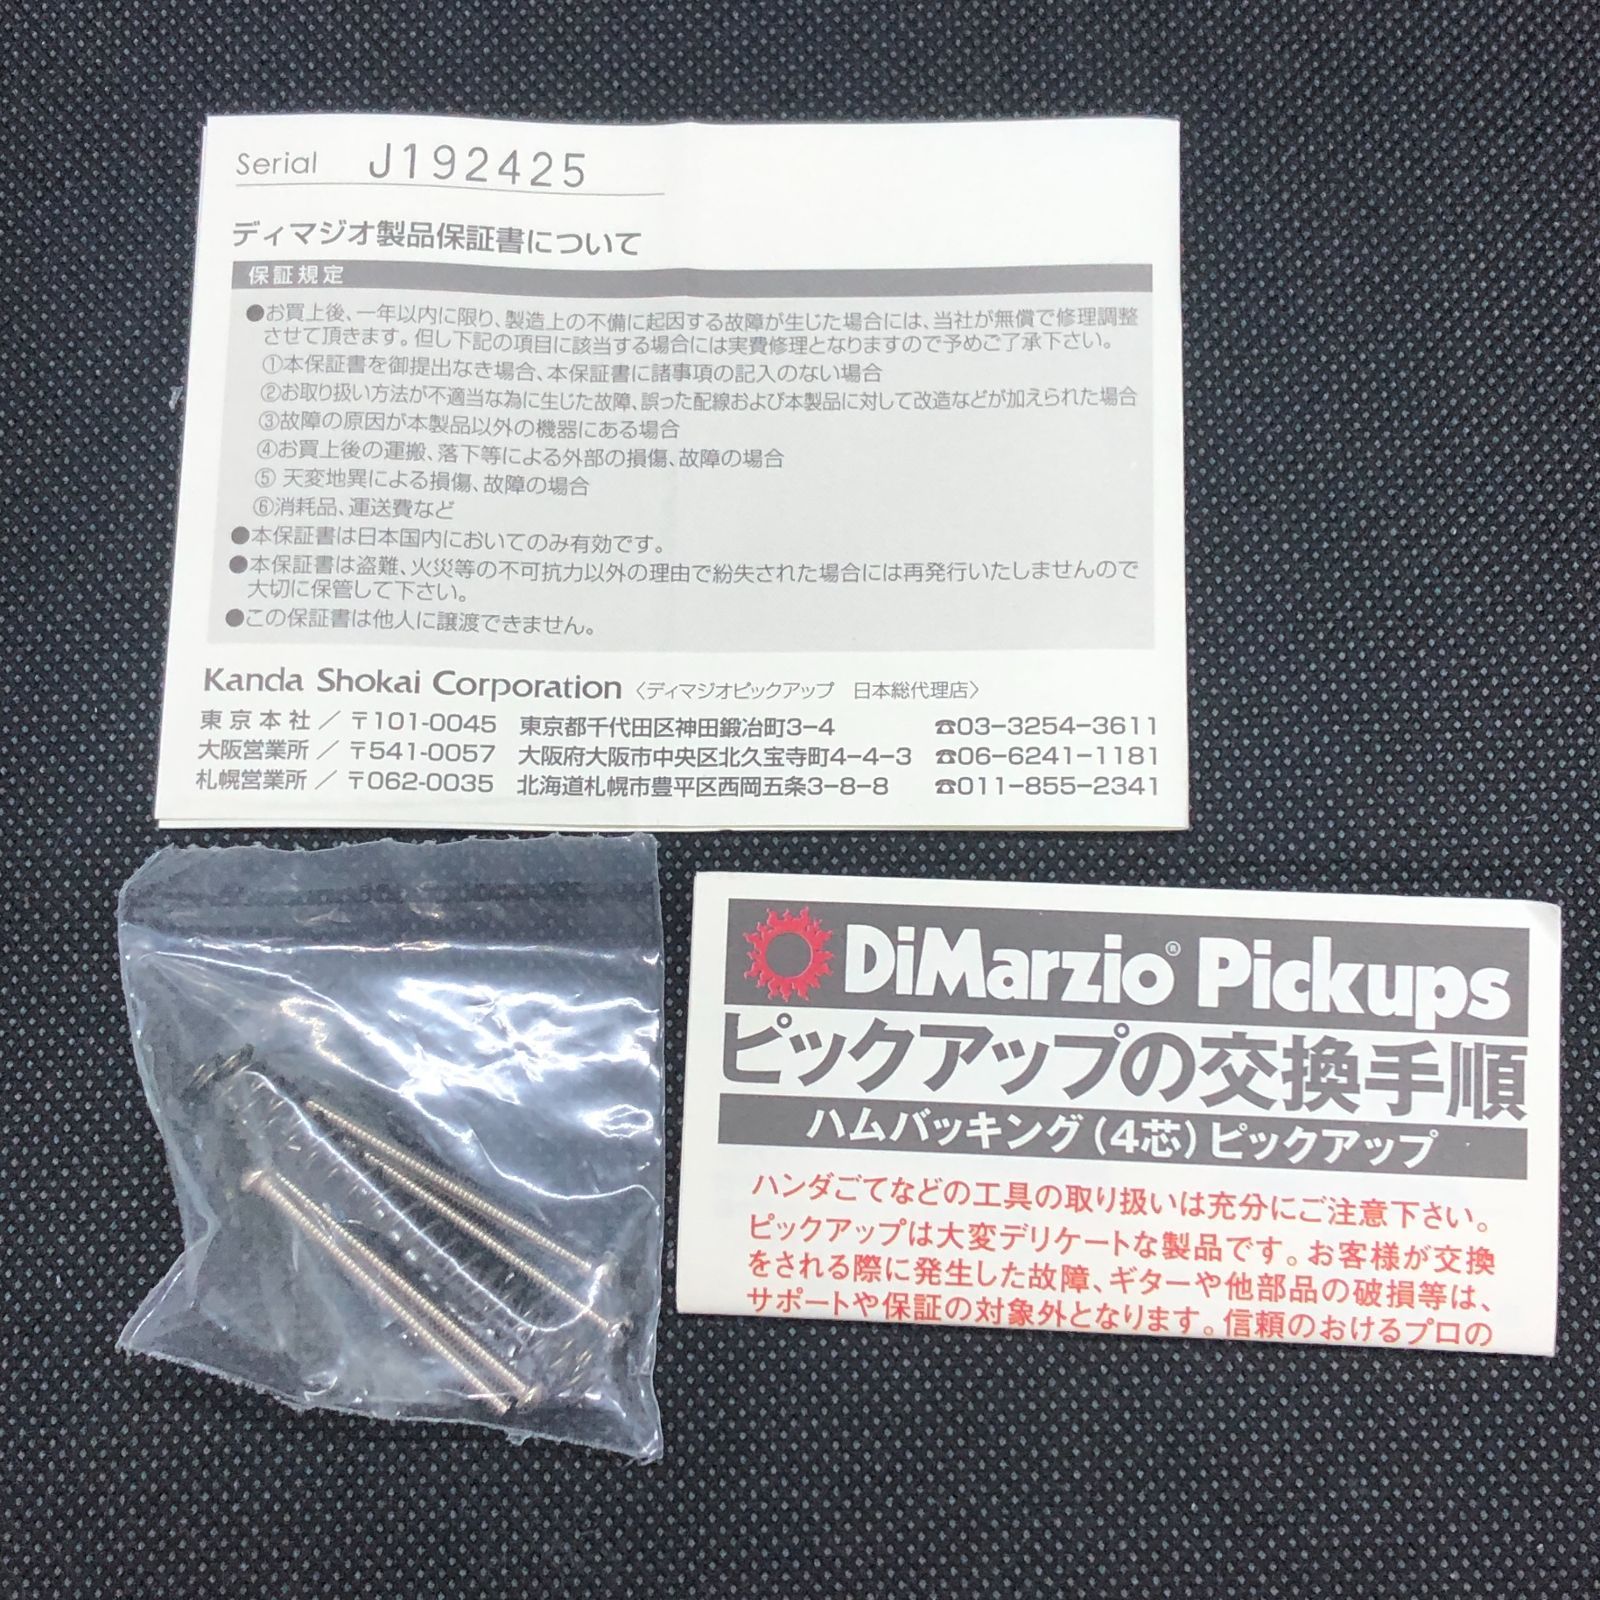 Serial J192425
ディマジオ製品保証書について
保証規定
●お買上後、一年以内に限り、製造上の不備に起因する故障が生じた場合には、当社が無償で修理調整
させて頂きます。但し下記の項目に該当する場合には実費修理となりますので予めご了承下さい。
①本保証書を御提出なき場合、本保証書に諸事項の記入のない場合
②お取り扱い方法が不適当な為に生じた故障、誤った配線および本製品に対して改造などが加えられた場合
③故障の原因が本製品以外の機器にある場合
④お買上後の運搬、落下等による外部の損傷、故障の場合
⑤ 天変地異による損傷、故障の場合
⑥消耗品、運送費など
●本保証書は日本国内においてのみ有効です。
●本保証書は盗難、火災等の不可抗力以外の理由で紛失された場合には再発行いたしませんので
大切に保管して下さい。
●この保証書は他人に譲渡できません。
Kanda Shokai Corporation 〈ディマジオピックアップ 日本総代理店〉
東京本社／〒101-0045 東京都千代田区神田鍛冶町3-4 ☎03-3254-3611
大阪営業所／〒541-0057 大阪府大阪市中央区北久宝寺町4-4-3 ☎06-6241-1181
札幌営業所／〒062-0035 北海道札幌市豊平区西岡五条3-8-8 ☎011-855-2341
DiMarzio® Pickups
ピックアップの交換手順
ハムバッキング(4芯)ピックアップ
ハンダごてなどの工具の取り扱いは充分にご注意下さい。
ピックアップは大変デリケートな製品です。お客様が交換
をされる際に発生した故障、ギターや他部品の破損等は、
サポートや保証の対象外となります。信頼のおけるプロの